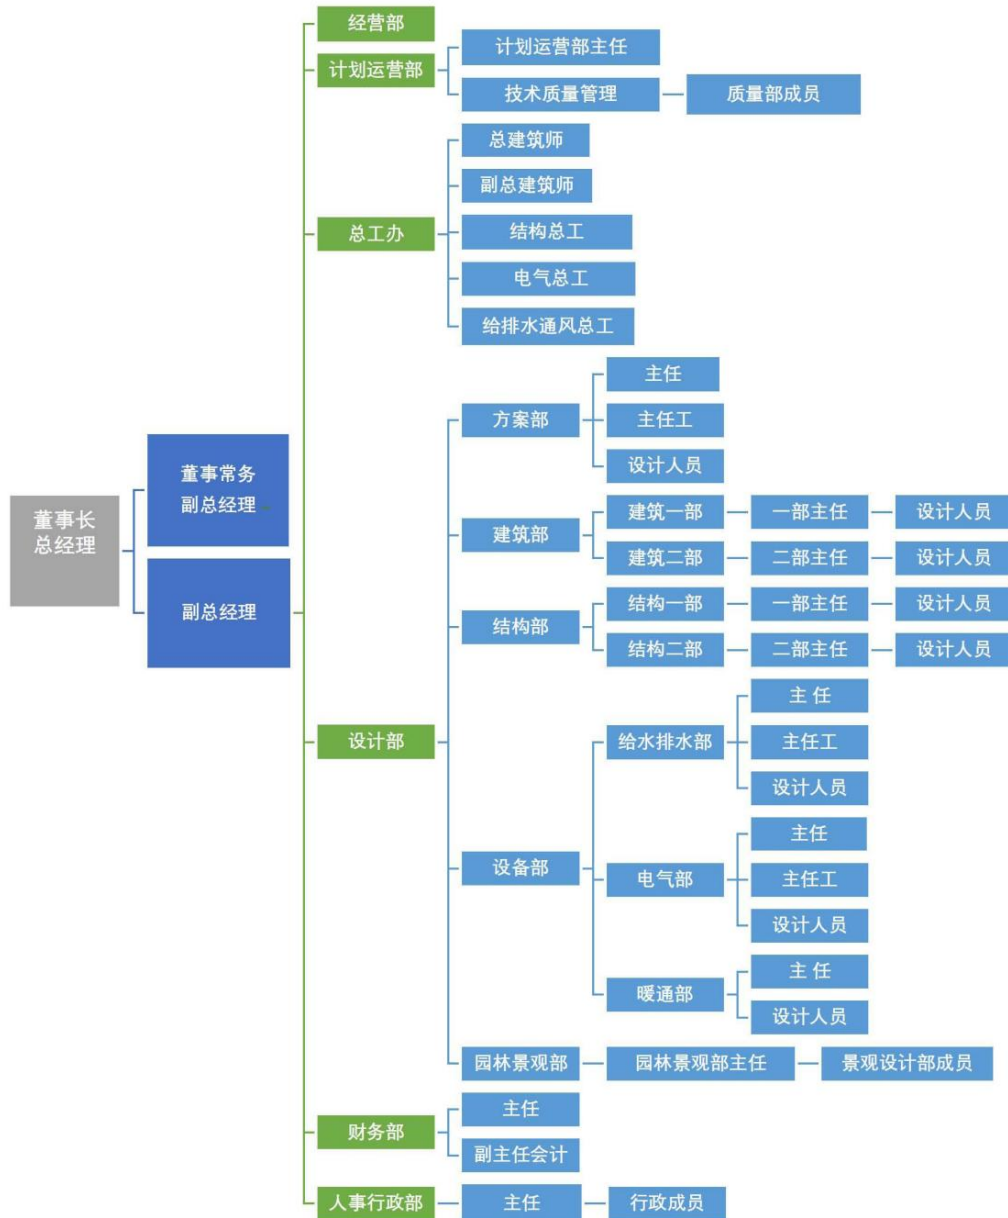 董事长
总经理
董事常务
副总经理
副总经理
经营部
计划运营部
计划运营部主任
技术质量管理
质量部成员
总工办
总建筑师
副总建筑师
结构总工
电气总工
给排水通风总工
设计部
方案部
主任
主任工
设计人员
建筑部
建筑一部
一部主任
设计人员
建筑二部
二部主任
设计人员
结构部
结构一部
一部主任
设计人员
结构二部
二部主任
设计人员
设备部
给水排水部
主 任
主任工
设计人员
电气部
主任
主任工
设计人员
暖通部
主 任
设计人员
园林景观部
园林景观部主任
景观设计部成员
财务部
主任
副主任会计
人事行政部
主任
行政成员